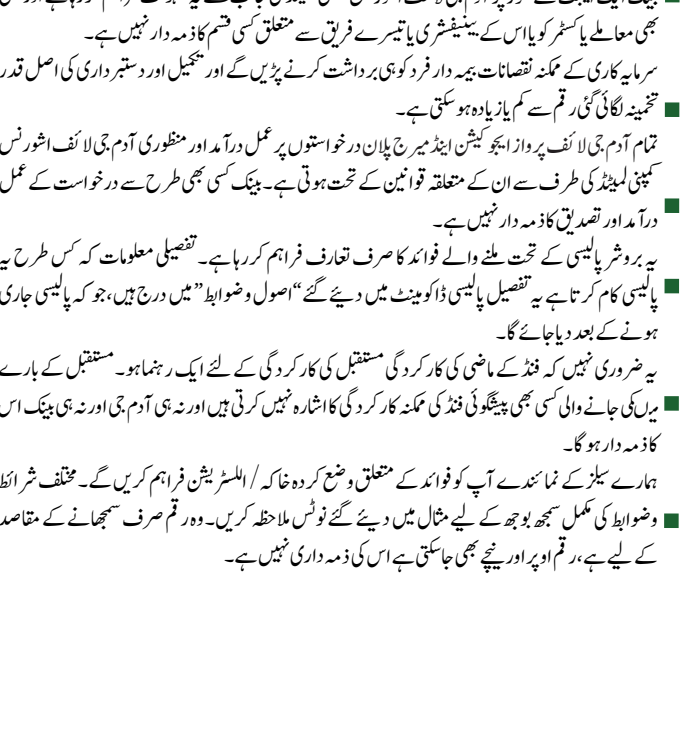 بھی معاملے یا کسٹمر کو یا اس کے بینیفشری یا تیسرے فریق سے متعلق کسی قسم کا ذمہ دار نہیں ہے۔
سرمایہ کاری کے ممکنہ نقصانات بیمہ دار فرد کو ہی برداشت کرنے پڑیں گے اور تکمیل اور دستبرداری کی اصل قدر
تخمینہ لگائی گئی رقم سے کم یا زیادہ ہو سکتی ہے۔
تمام آدم جی لائف پرواز ایجوکیشن اینڈ میرج پلان درخواستوں پر عمل درآمد اور منظوری آدم جی لائف اشورنس
کمپنی لمیٹڈ کی طرف سے ان کے متعلقہ قوانین کے تحت ہوتی ہے۔ بینک کسی بھی طرح سے درخواست کے عمل
درآمد اور تصدیق کا ذمہ دار نہیں ہے۔
یہ بروشر پالیسی کے تحت ملنے والے فوائد کا صرف تعارف فراہم کر رہا ہے۔ تفصیلی معلومات کہ کس طرح یہ
پالیسی کام کرتا ہے یہ تفصیل پالیسی ڈاکومینٹ میں دیئے گئے “اصول و ضوابط” میں درج ہیں، جو کہ پالیسی جاری
ہونے کے بعد دیا جائے گا۔
یہ ضروری نہیں کہ فنڈ کے ماضی کی کارکردگی مستقبل کی کارکردگی کے لئے ایک رہنما ہو۔ مستقبل کے بارے
میں کی جانے والی کسی بھی پیشگوئی فنڈ کی ممکنہ کارکردگی کا اشارہ نہیں کرتی ہیں اور نہ ہی آدم جی اور نہ ہی بینک اس
کا ذمہ دار ہو گا۔
ہمارے سیلز کے نمائندے آپ کو فوائد کے متعلق وضع کردہ خاکہ / السٹریشن فراہم کریں گے۔ مختلف شرائط
وضوابط کی مکمل سمجھ بوجھ کے لیے مثال میں دیئے گئے نوٹس ملاحظہ کریں۔ وہ رقم صرف سمجھانے کے مقاصد
کے لیے ہے، رقم اوپر اور نیچے بھی جاسکتی ہے اس کی ذمہ داری نہیں ہے۔